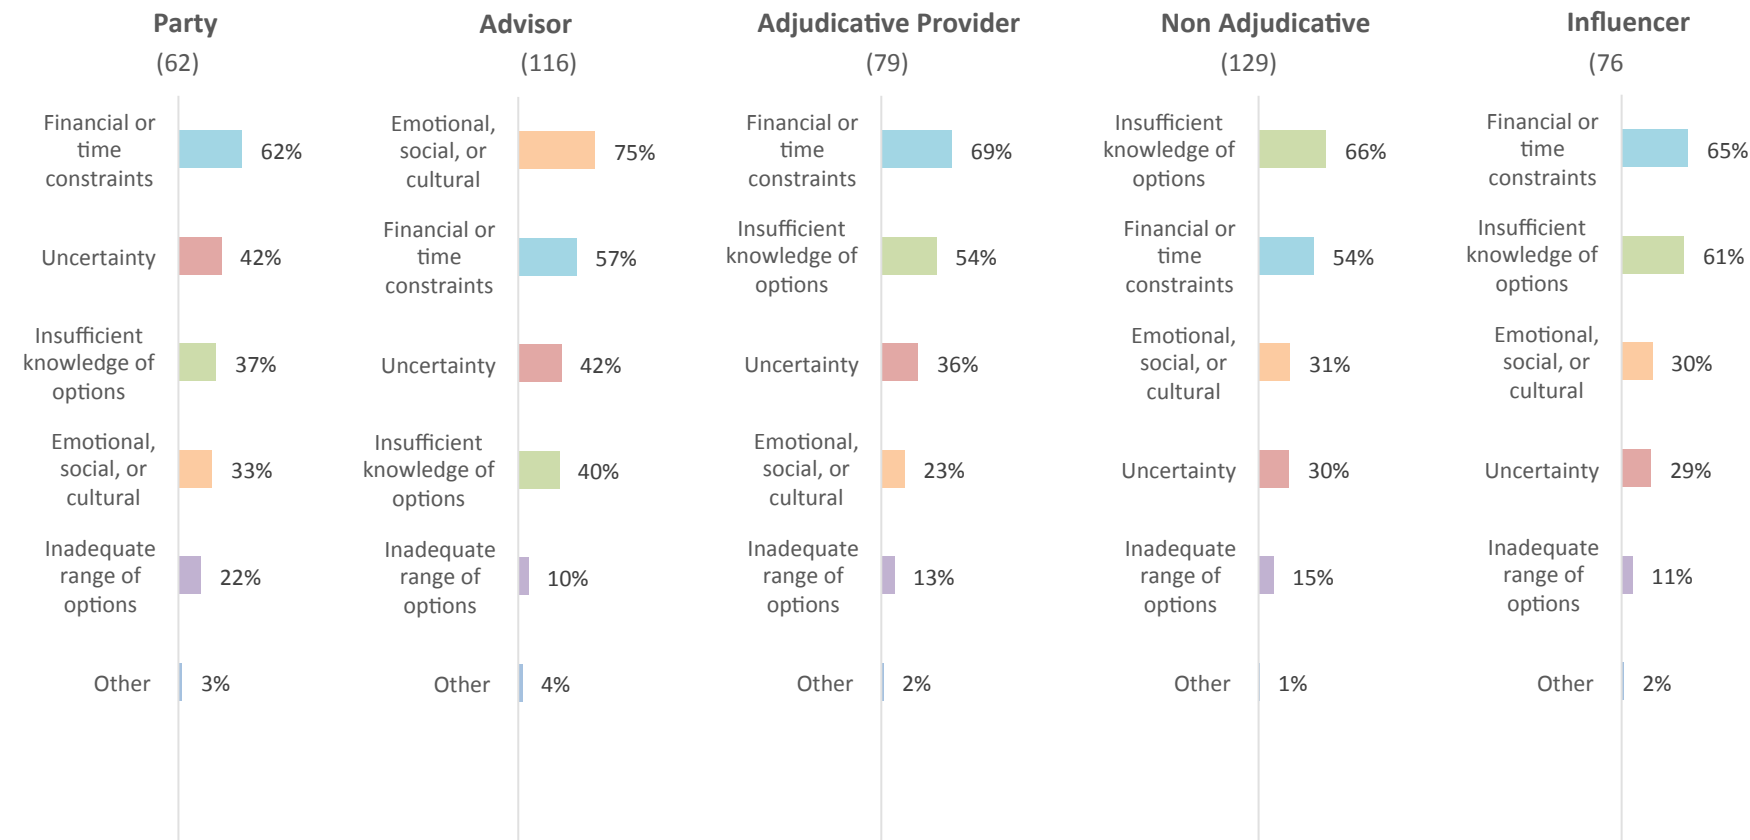 Party
(62)
Financial or
time
constraints
62%
Uncertainty
42%
Insufficient
knowledge of
options
37%
Emotional,
social, or
cultural
33%
Inadequate
range of
options
22%
Other
3%
Advisor
(116)
Emotional,
social, or
cultural
75%
Financial or
time
constraints
57%
Uncertainty
42%
Insufficient
knowledge of
options
40%
Inadequate
range of
options
10%
Other
4%
Adjudicative Provider
(79)
Financial or
time
constraints
69%
Insufficient
knowledge of
options
54%
Uncertainty
36%
Emotional,
social, or
cultural
23%
Inadequate
range of
options
13%
Other
2%
Non Adjudicative
(129)
Insufficient
knowledge of
options
66%
Financial or
time
constraints
54%
Emotional,
social, or
cultural
31%
Uncertainty
30%
Inadequate
range of
options
15%
Other
1%
Influencer
(76
Financial or
time
constraints
65%
Insufficient
knowledge of
options
61%
Emotional,
social, or
cultural
30%
Uncertainty
29%
Inadequate
range of
options
11%
Other
2%